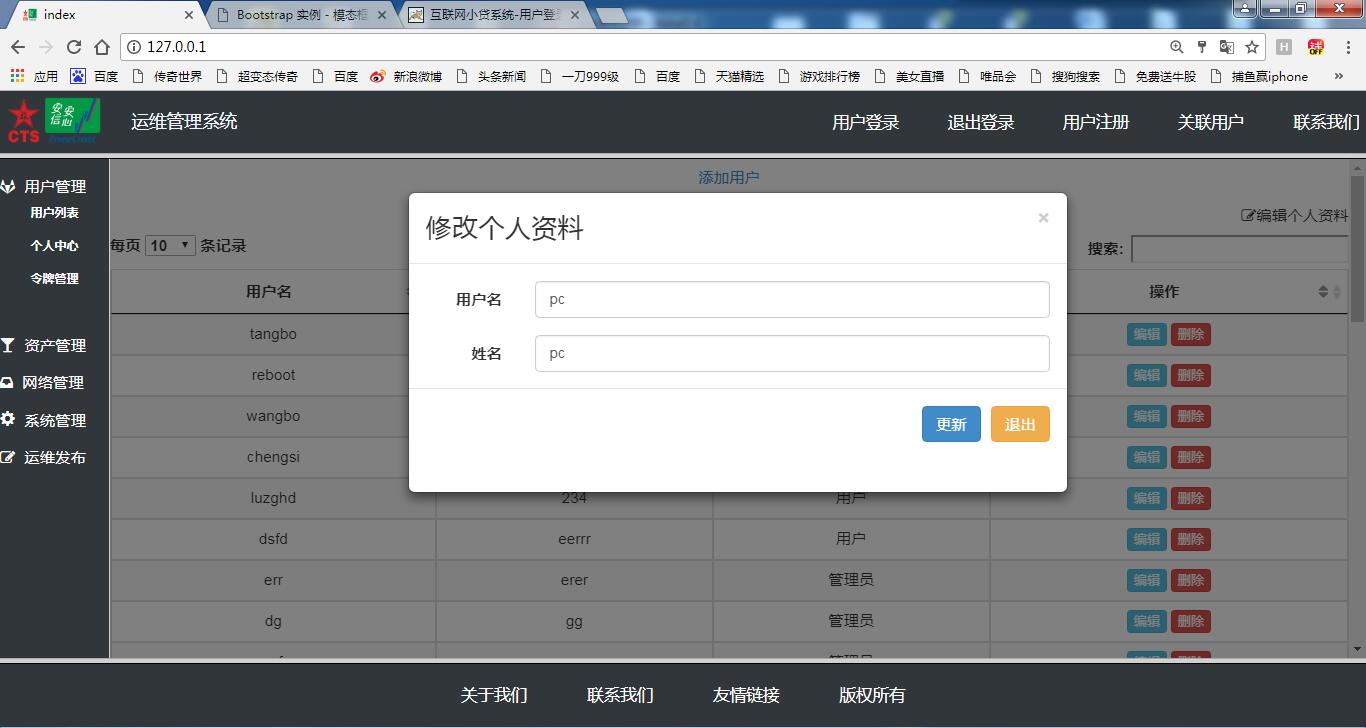 index
Bootstrap 实例 - 模态框
互联网小贷系统-用户登录
127.0.0.1
应用 百度 传奇世界 超变态传奇 百度 新浪微博 头条新闻 一刀999级 百度 天猫精选 游戏排行榜 美女直播 唯品会 搜狗搜索 免费送牛股 捕鱼赢iphone »
CTS 安安信心 运维管理系统 用户登录 退出登录 用户注册 关联用户 联系我们
用户管理
用户列表
个人中心
令牌管理
资产管理
网络管理
系统管理
运维发布
添加用户
编辑个人资料
每页 10 条记录 搜索:
用户名 操作
tangbo 编辑 删除
reboot 编辑 删除
wangbo 编辑 删除
chengsi 编辑 删除
luzghd 234 用户 编辑 删除
dsfd eerrr 用户 编辑 删除
err erer 管理员 编辑 删除
dg gg 管理员 编辑 删除
管理员 编辑 删除
修改个人资料 ×
用户名 pc
姓名 pc
更新 退出
关于我们 联系我们 友情链接 版权所有